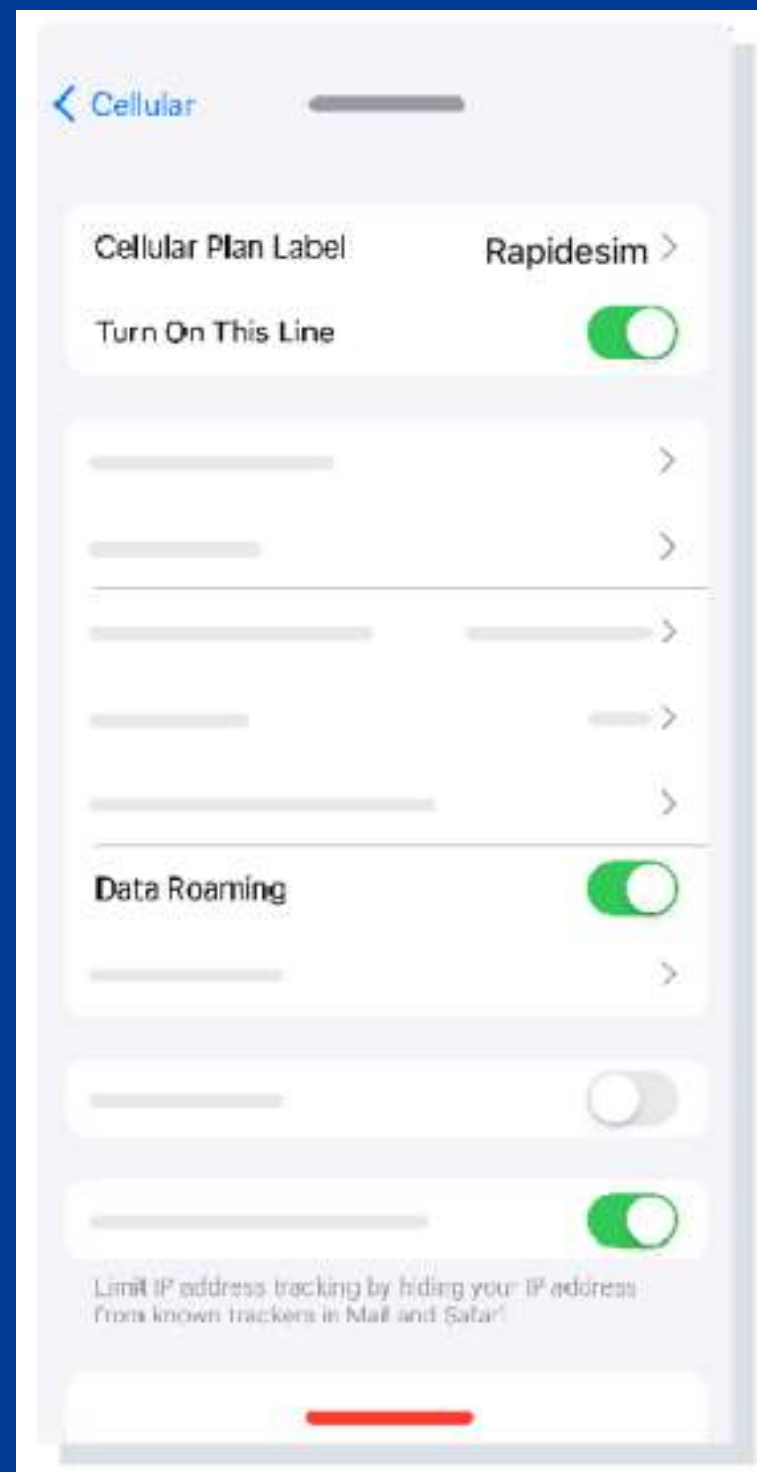 Cellular
Cellular Plan Label Rapidesim
Turn On This Line
Data Roaming
Limit IP address tracking by hiding your IP address
from known trackers in Mail and Safari